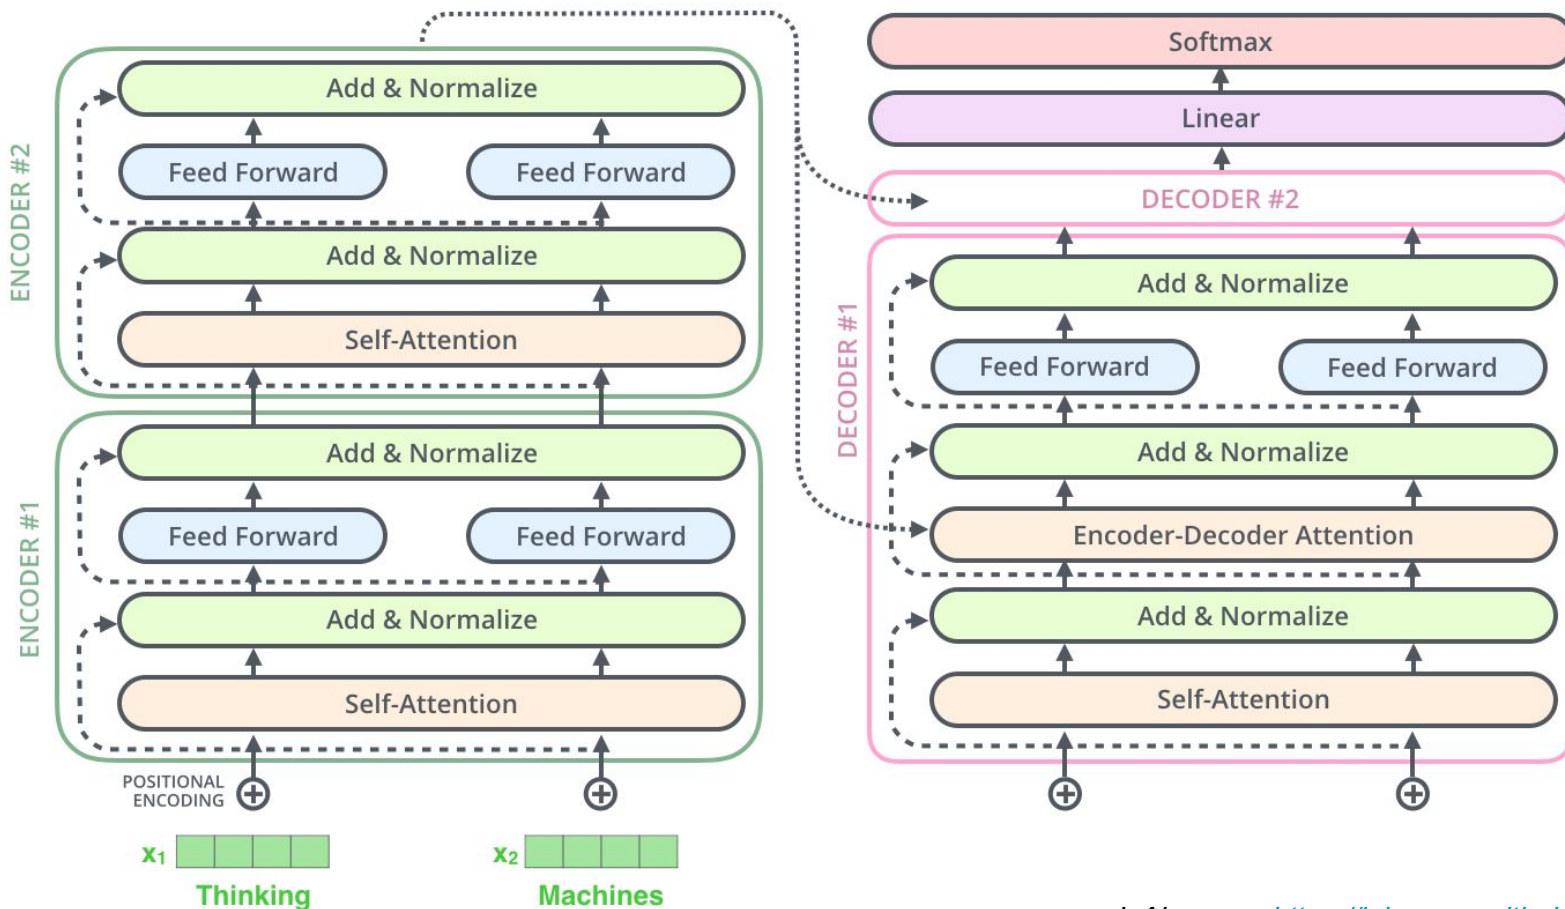 ENCODER #2
Add & Normalize
Feed Forward
Feed Forward
Add & Normalize
Self-Attention
ENCODER #1
Add & Normalize
Feed Forward
Feed Forward
Add & Normalize
Self-Attention
POSITIONAL
ENCODING
x1
x2
Thinking
Machines
Softmax
Linear
DECODER #2
DECODER #1
Add & Normalize
Feed Forward
Feed Forward
Add & Normalize
Encoder-Decoder Attention
Add & Normalize
Self-Attention